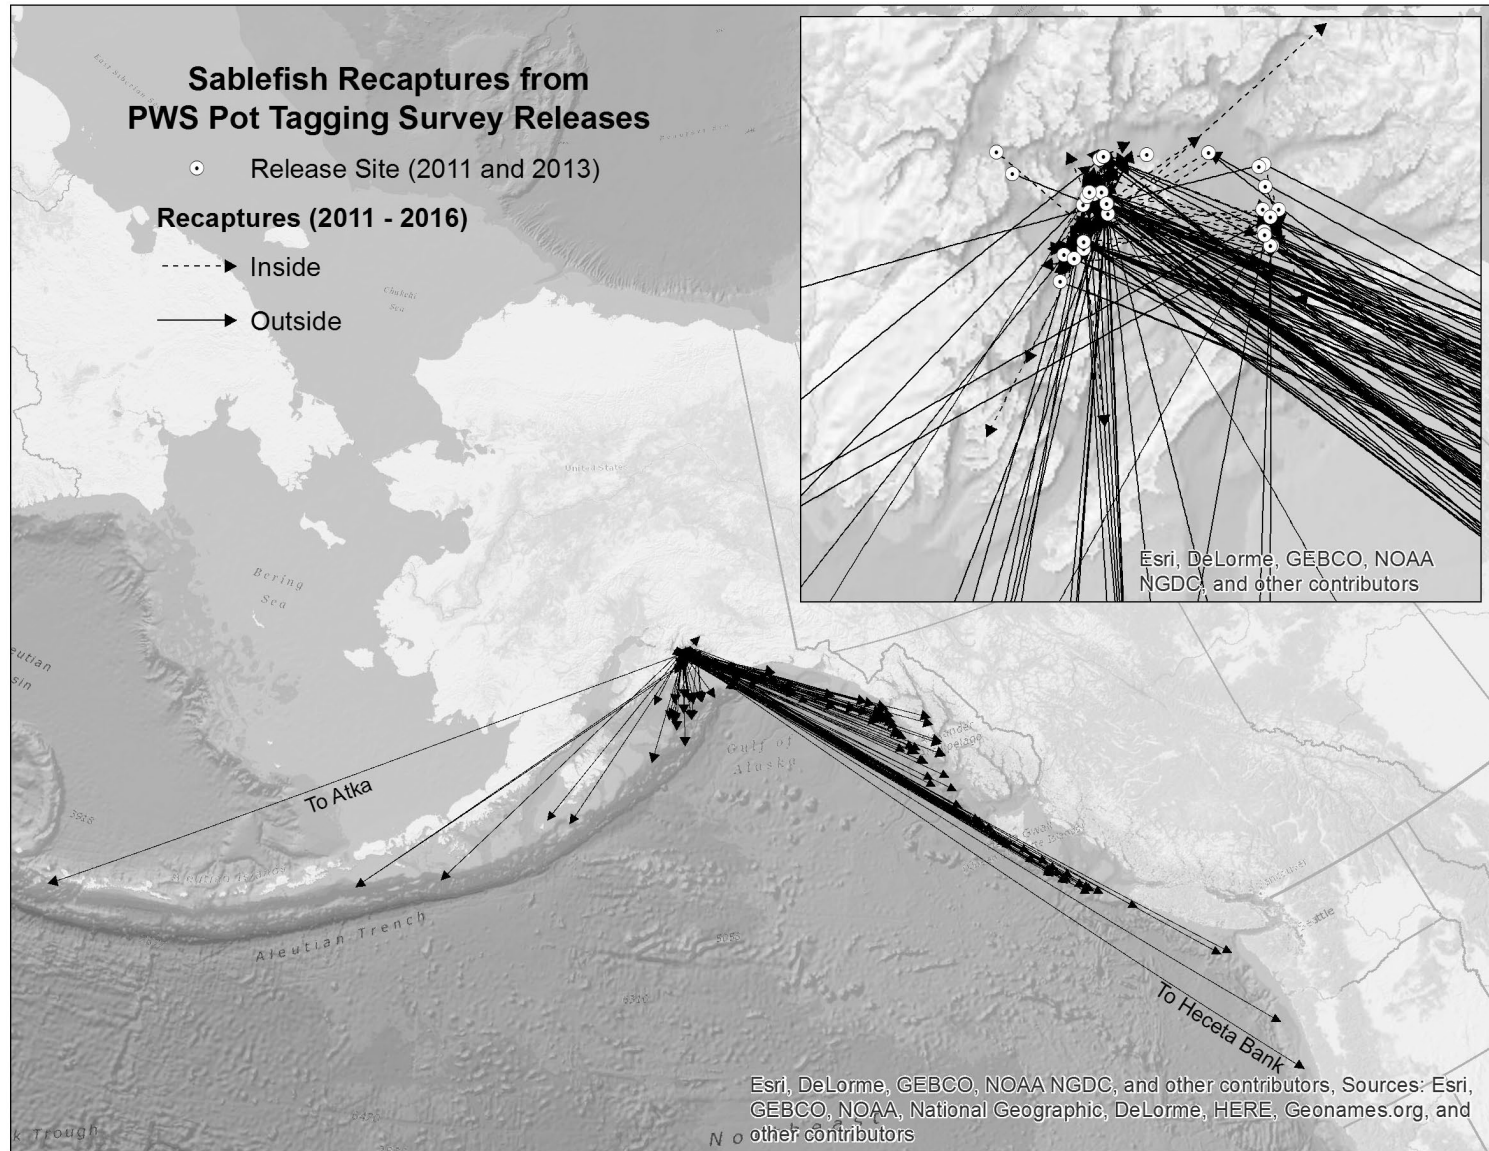 Sablefish Recaptures from
PWS Pot Tagging Survey Releases
Release Site (2011 and 2013)
Recaptures (2011 - 2016)
Inside
Outside
Esri, DeLorme, GEBCO, NOAA
NGDC, and other contributors
Chukchi
Sea
Bering
Sea
Gulf of
Alaska
To Atka
Aleutian Trench
To Heceta Bank
Esri, DeLorme, GEBCO, NOAA NGDC, and other contributors, Sources: Esri,
GEBCO, NOAA, National Geographic, DeLorme, HERE, Geonames.org, and
other contributors
k Trough